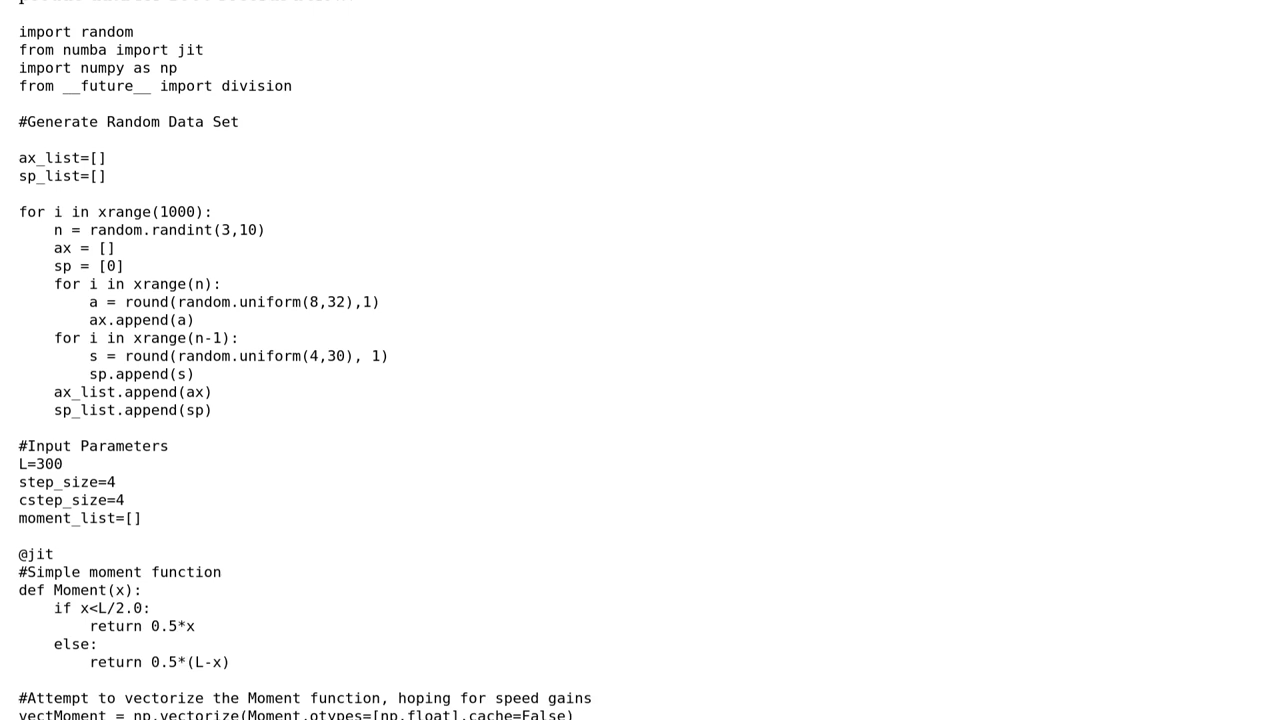 import random
from numba import jit
import numpy as np
from __future__ import division

#Generate Random Data Set

ax_list=[]
sp_list=[]

for i in xrange(1000):
    n = random.randint(3,10)
    ax = []
    sp = [0]
    for i in xrange(n):
        a = round(random.uniform(8,32),1)
        ax.append(a)
    for i in xrange(n-1):
        s = round(random.uniform(4,30), 1)
        sp.append(s)
    ax_list.append(ax)
    sp_list.append(sp)

#Input Parameters
L=300
step_size=4
cstep_size=4
moment_list=[]

@jit
#Simple moment function
def Moment(x):
    if x<L/2.0:
        return 0.5*x
    else:
        return 0.5*(L-x)

#Attempt to vectorize the Moment function, hoping for speed gains
vectMoment = np.vectorize(Moment,otypes=[np.float],cache=False)